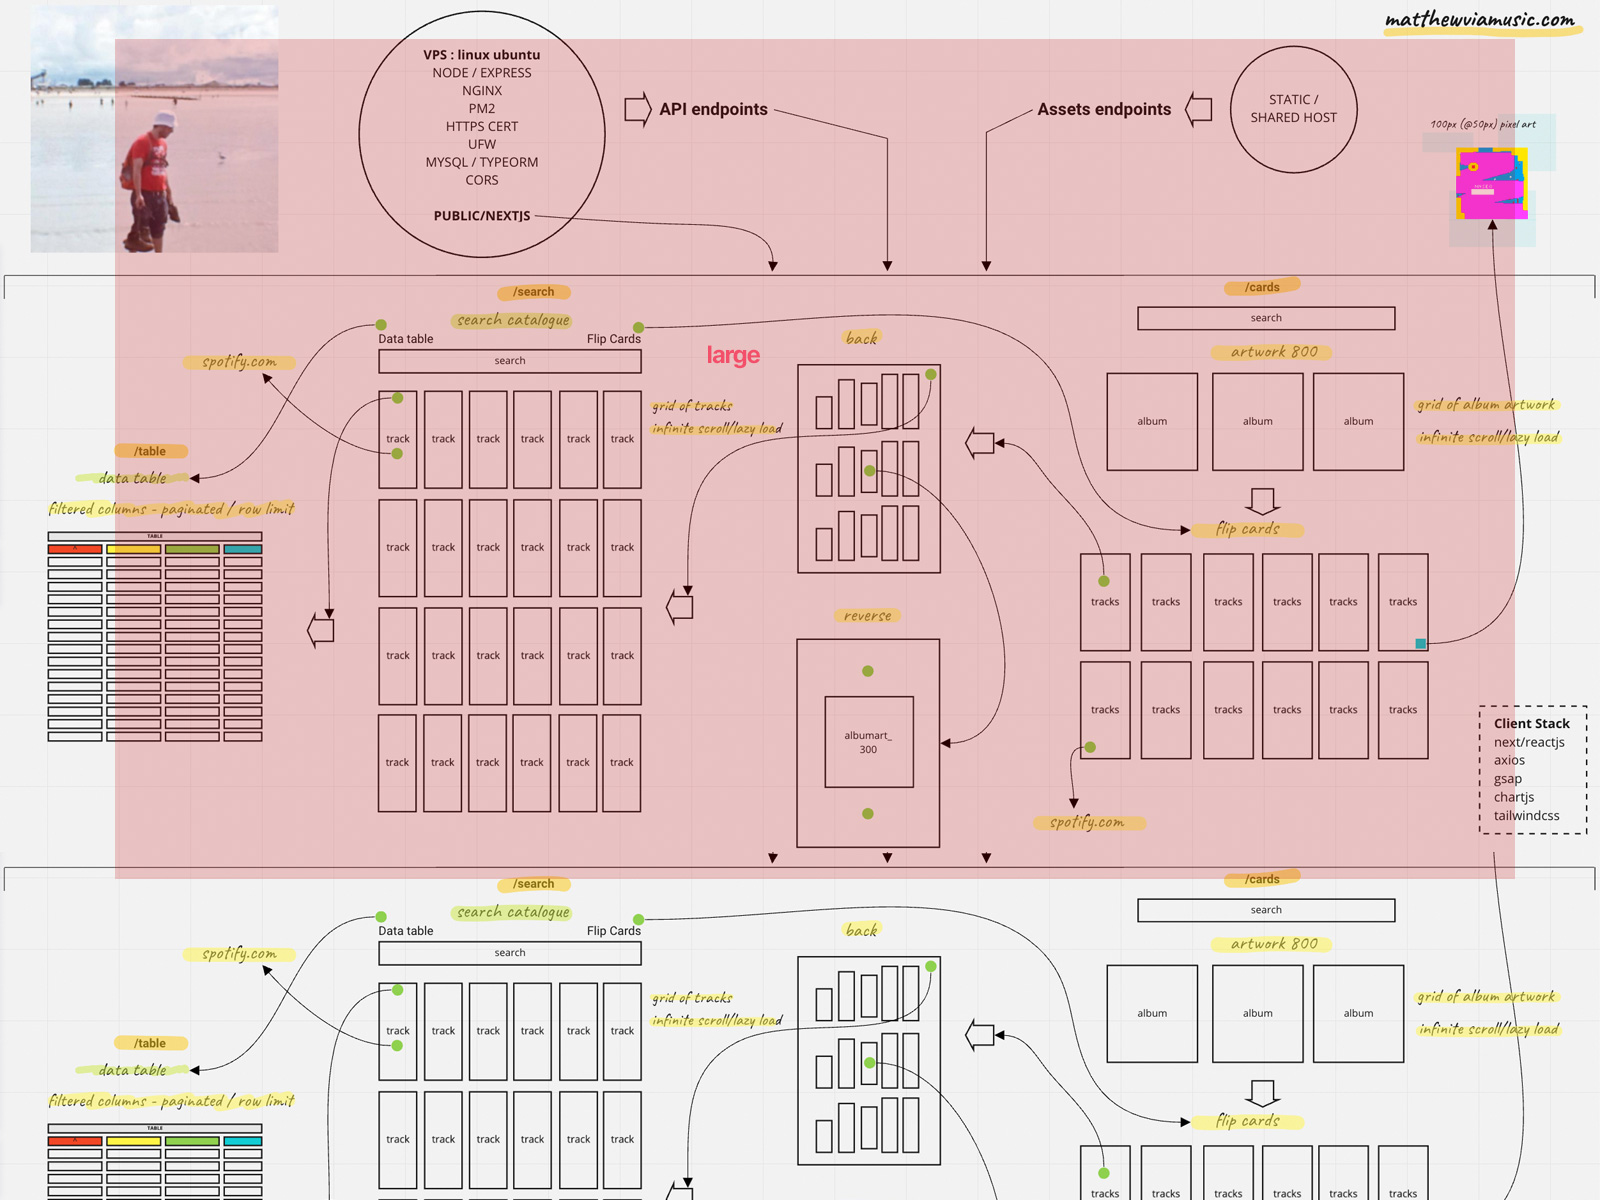 matthewviamusic.com
VPS : linux ubuntu
NODE / EXPRESS
NGINX
PM2
HTTPS CERT
UFW
MYSQL / TYPEORM
CORS
PUBLIC/NEXTJS
API endpoints
Assets endpoints
STATIC /
SHARED HOST
100px (@50px) pixel art
/search
search catalogue
Data table
Flip Cards
search
large
back
/cards
search
artwork 800
spotify.com
grid of tracks
infinite scroll/lazy load
album album album
grid of album artwork
infinite scroll/lazy load
/table
data table
filtered columns - paginated / row limit
TABLE
track track track track track track
track track track track track track
track track track track track track
track track track track track track
flip cards
tracks tracks tracks tracks tracks tracks
tracks tracks tracks tracks tracks tracks
reverse
albumart_
300
spotify.com
Client Stack
next/reactjs
axios
gsap
chartjs
tailwindcss
/search
search catalogue
Data table
Flip Cards
search
back
/cards
search
artwork 800
spotify.com
grid of tracks
infinite scroll/lazy load
album album album
grid of album artwork
infinite scroll/lazy load
/table
data table
filtered columns - paginated / row limit
TABLE
track track track track track track
track track track track track track
flip cards
tracks tracks tracks tracks tracks tracks